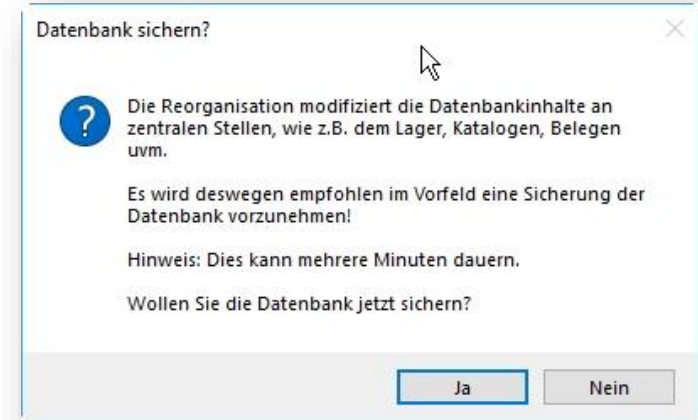 Datenbank sichern?
Die Reorganisation modifiziert die Datenbankinhalte an
zentralen Stellen, wie z.B. dem Lager, Katalogen, Belegen
uvm.
Es wird deswegen empfohlen im Vorfeld eine Sicherung der
Datenbank vorzunehmen!
Hinweis: Dies kann mehrere Minuten dauern.
Wollen Sie die Datenbank jetzt sichern?
Ja
Nein